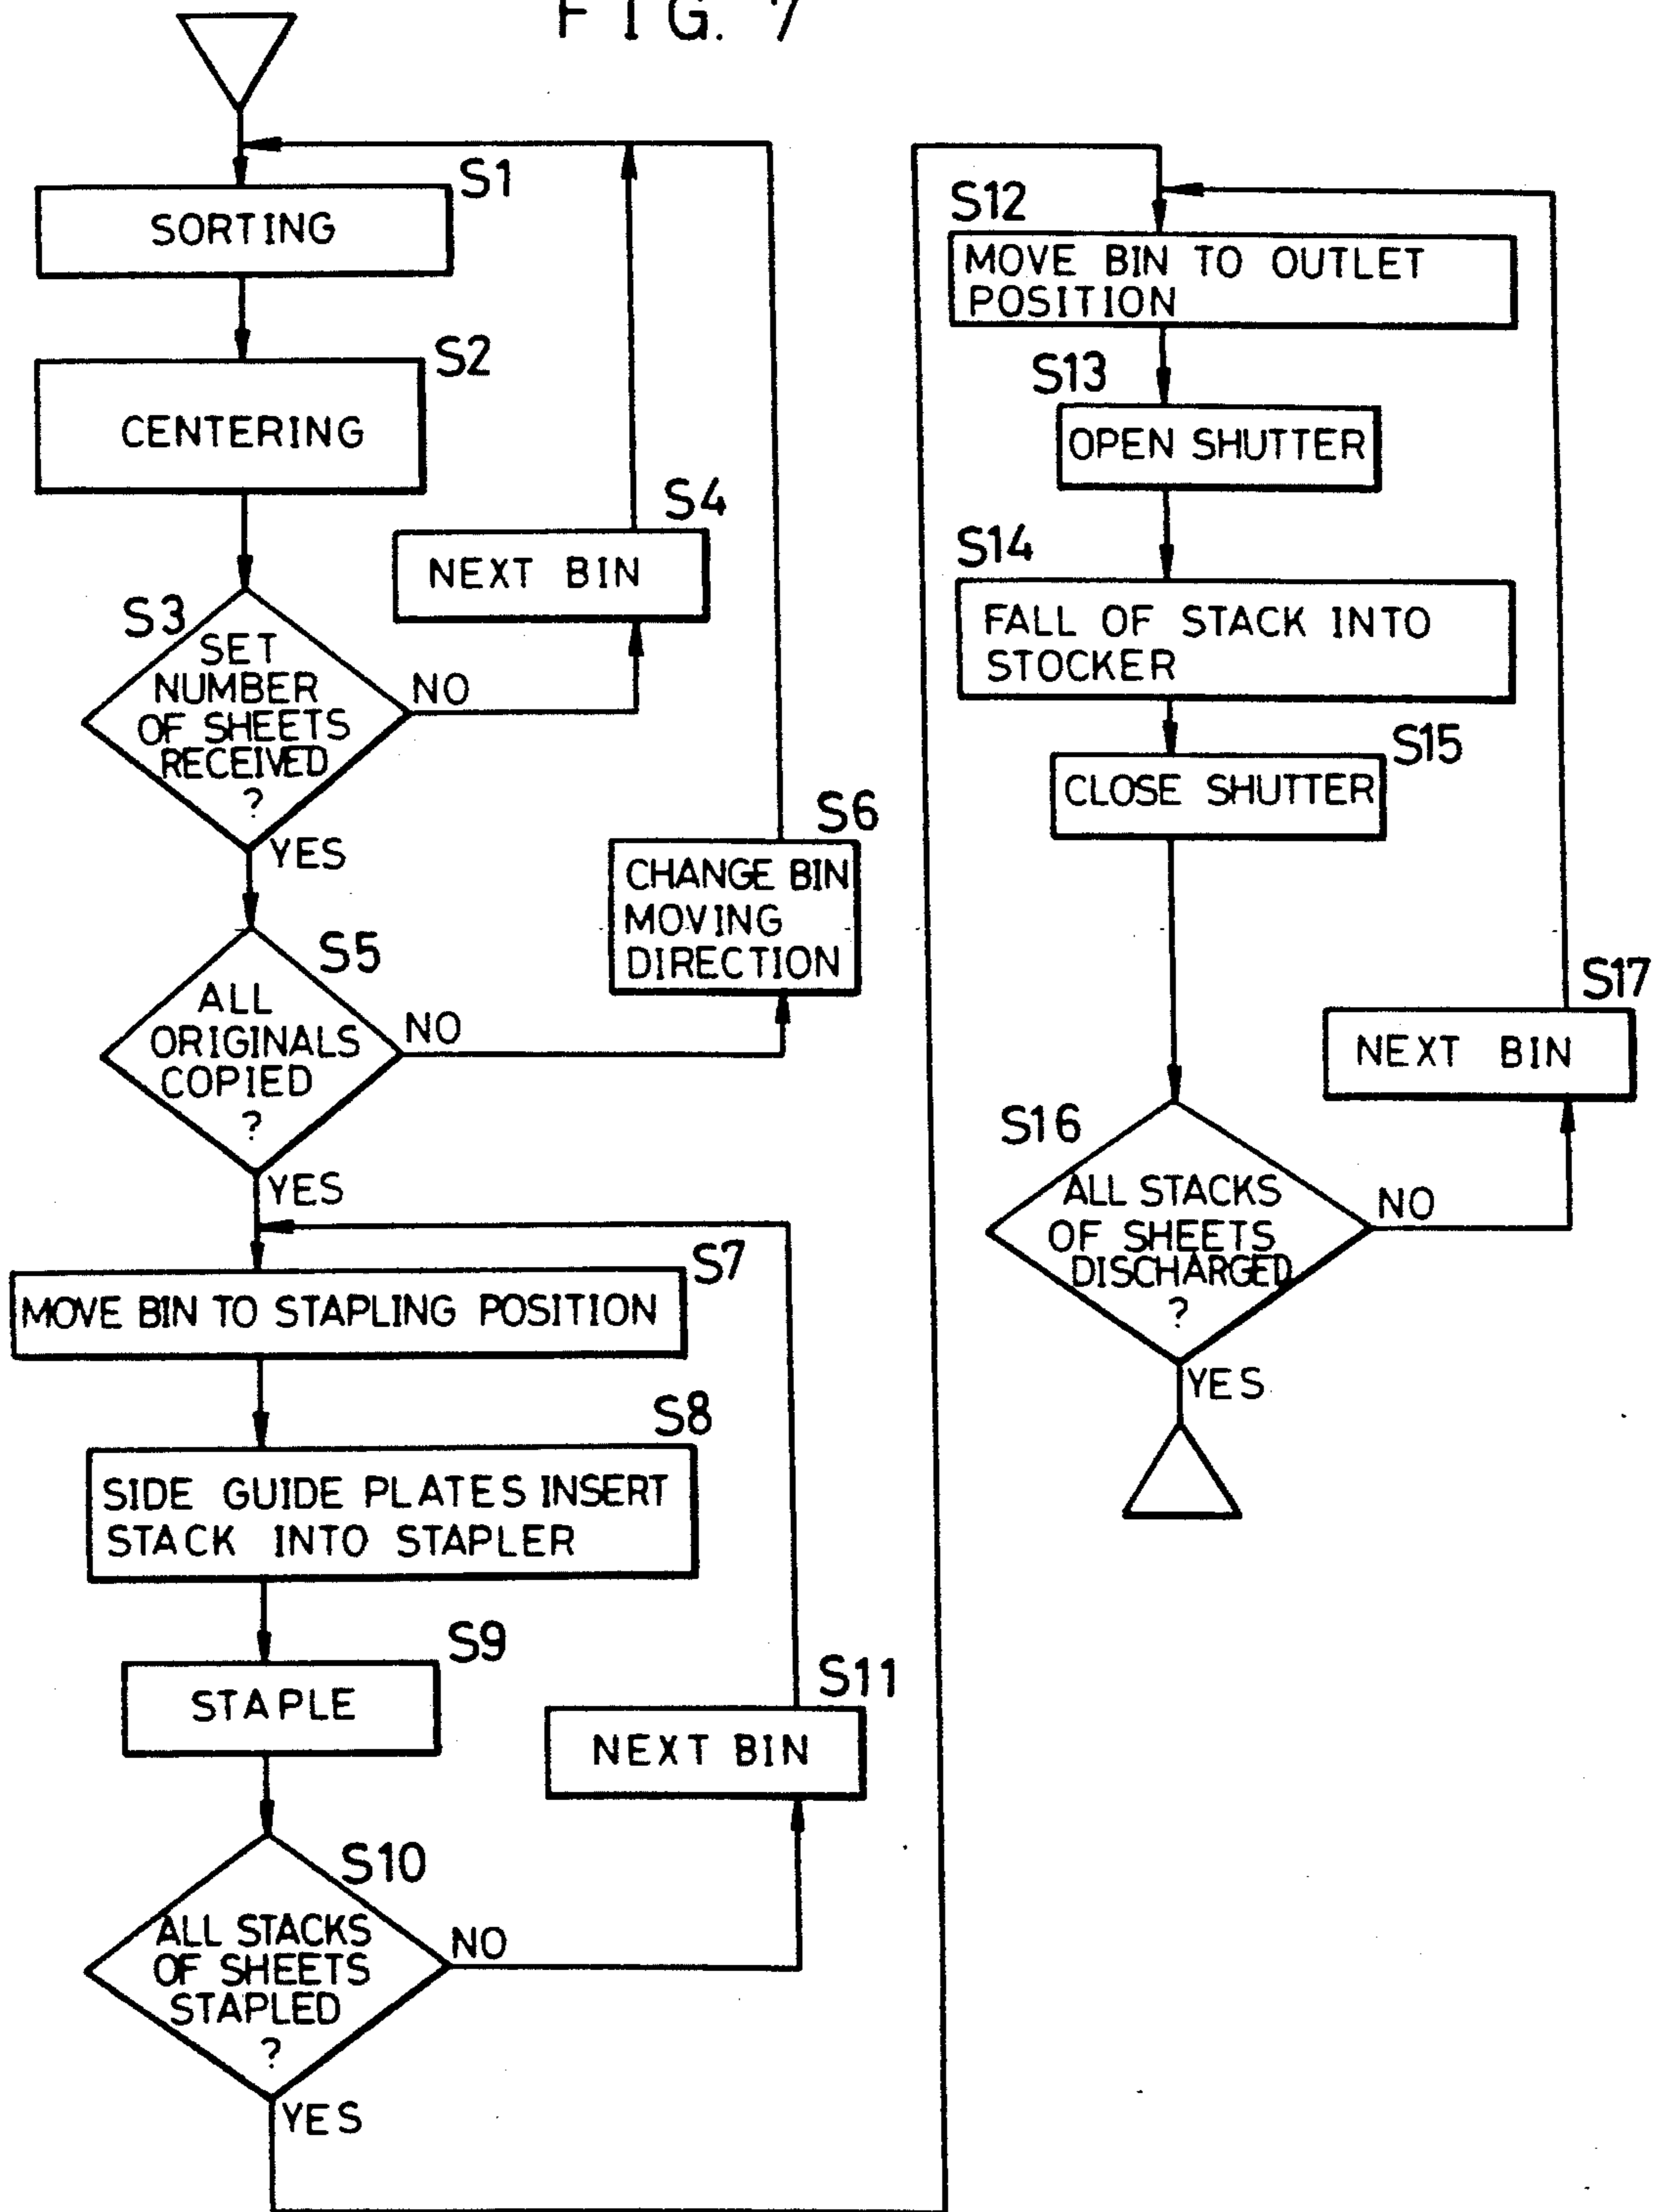 FIG. 7
S1
SORTING
S2
CENTERING
S3
SET
NUMBER
OF SHEETS
RECEIVED
?
NO
YES
S4
NEXT BIN
S5
ALL
ORIGINALS
COPIED
?
NO
YES
S6
CHANGE BIN
MOVING
DIRECTION
S7
MOVE BIN TO STAPLING POSITION
S8
SIDE GUIDE PLATES INSERT
STACK INTO STAPLER
S9
STAPLE
S10
ALL STACKS
OF SHEETS
STAPLED
?
NO
YES
S11
NEXT BIN
S12
MOVE BIN TO OUTLET
POSITION
S13
OPEN SHUTTER
S14
FALL OF STACK INTO
STOCKER
S15
CLOSE SHUTTER
S16
ALL STACKS
OF SHEETS
DISCHARGED
?
NO
YES
S17
NEXT BIN